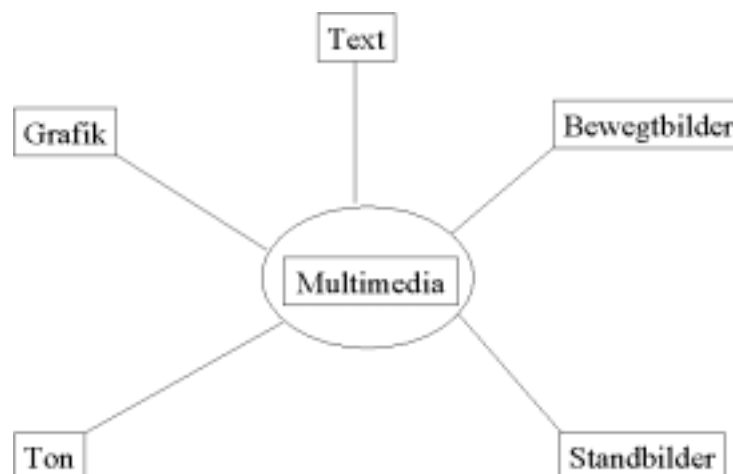 Text
Grafik
Bewegtbilder
Multimedia
Ton
Standbilder